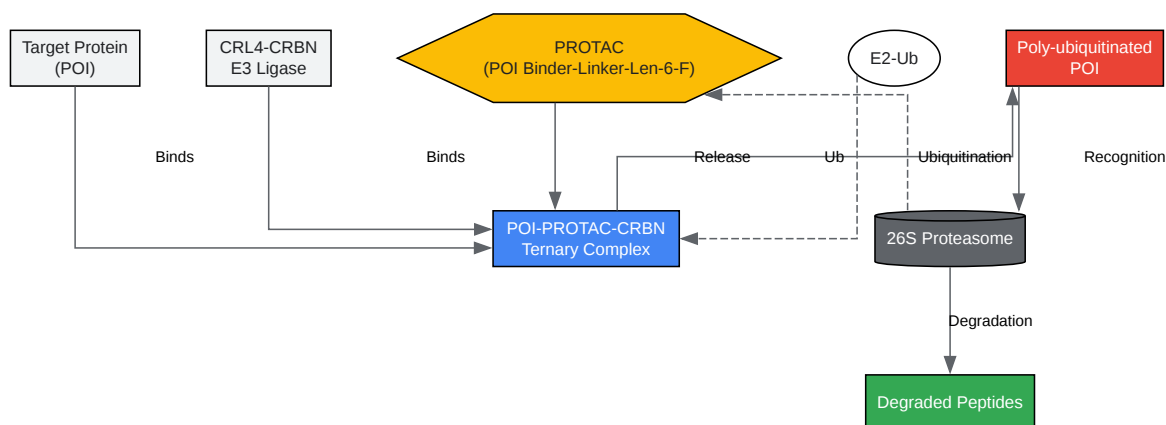 Target Protein
(POI)
CRL4-CRBN
E3 Ligase
PROTAC
(POI Binder-Linker-Len-6-F)
E2-Ub
Poly-ubiquitinated
POI
Binds
Binds
Release
Ub
Ubiquitination
Recognition
POI-PROTAC-CRBN
Ternary Complex
26S Proteasome
Degradation
Degraded Peptides